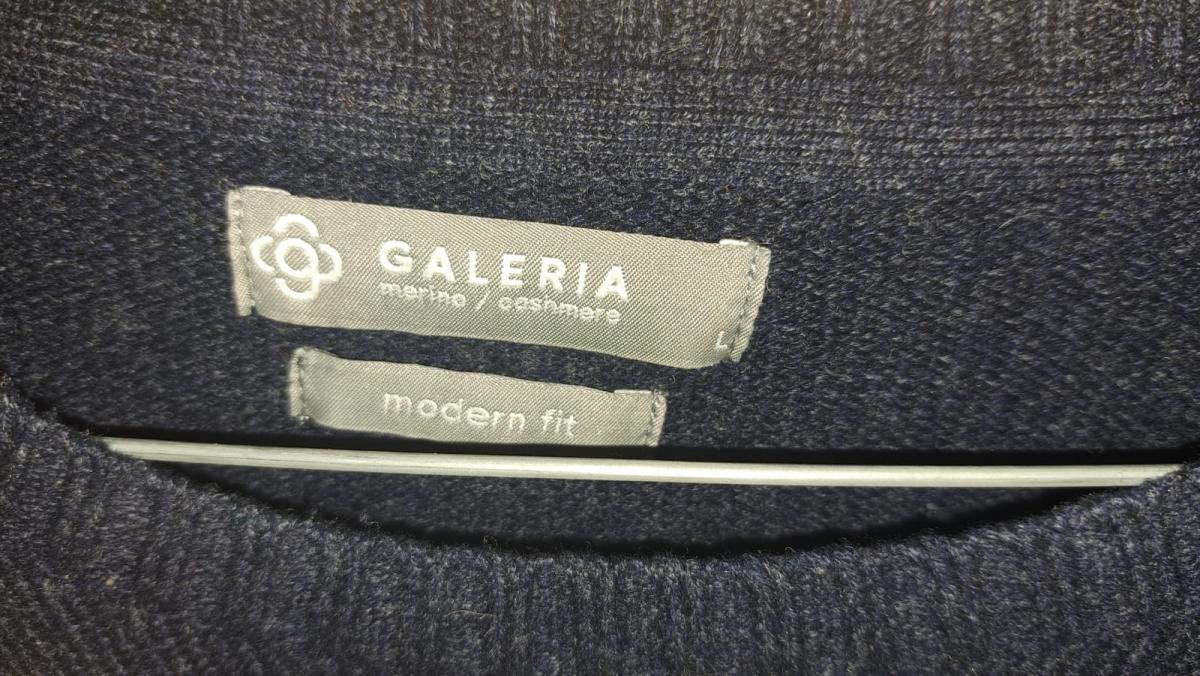 GALERIA
merino / cashmere
L
modern fit